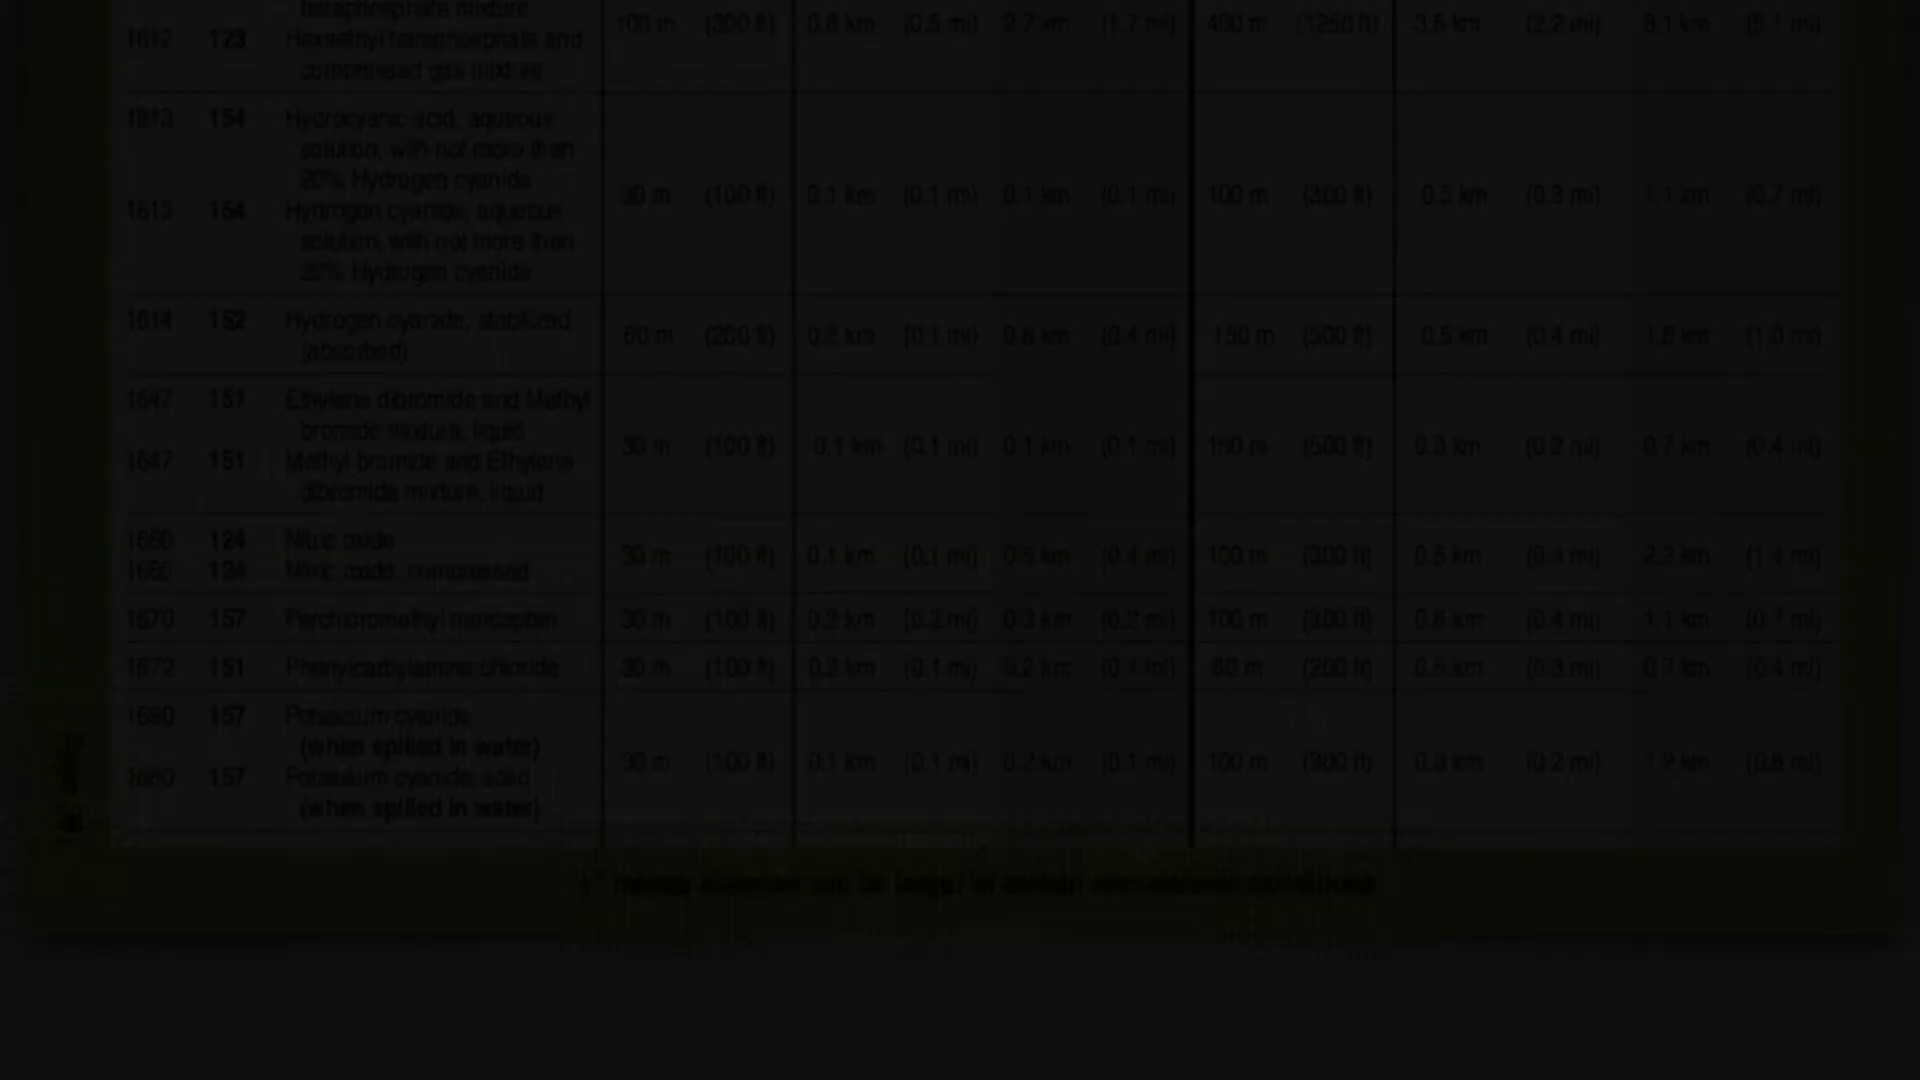 tetraphosphate mixture
1612 123 Hexaethyl tetraphosphate and
compressed gas mixture
100 m (300 ft) 0.8 km (0.5 mi) 2.7 km (1.7 mi) 400 m (1250 ft) 3.5 km (2.2 mi) 8.1 km (5.1 mi)
1613 154 Hydrocyanic acid, aqueous
solution, with not more than
20% Hydrogen cyanide
1613 154 Hydrogen cyanide, aqueous
solution, with not more than
20% Hydrogen cyanide
30 m (100 ft) 0.1 km (0.1 mi) 0.1 km (0.1 mi) 100 m (300 ft) 0.5 km (0.3 mi) 1.1 km (0.7 mi)
1614 152 Hydrogen cyanide, stabilized
(absorbed)
60 m (200 ft) 0.2 km (0.1 mi) 0.6 km (0.4 mi) 150 m (500 ft) 0.5 km (0.4 mi) 1.6 km (1.0 mi)
1647 151 Ethylene dibromide and Methyl
bromide mixture, liquid
1647 151 Methyl bromide and Ethylene
dibromide mixture, liquid
30 m (100 ft) 0.1 km (0.1 mi) 0.1 km (0.1 mi) 150 m (500 ft) 0.3 km (0.2 mi) 0.7 km (0.4 mi)
1660 124 Nitric oxide
1660 124 Nitric oxide, compressed
30 m (100 ft) 0.1 km (0.1 mi) (0.4 mi) 100 m (300 ft) 0.5 km (0.4 mi) 2.2 km (1.4 mi)
1670 157 Perchloromethyl mercaptan 30 m (100 ft) 0.2 km (0.2 mi) 0.3 km (0.2 mi) 100 m (300 ft) 0.6 km (0.4 mi) 1.1 km (0.7 mi)
1672 151 Phenylcarbylamine chloride 30 m (100 ft) 0.2 km (0.1 mi) 0.2 km (0.1 mi) 60 m (200 ft) 0.5 km (0.3 mi) 0.7 km (0.4 mi)
1680 157 Potassium cyanide
(when spilled in water)
1680 157 Potassium cyanide, solid
(when spilled in water)
30 m (100 ft) 0.1 km (0.1 mi) 0.2 km (0.1 mi) 100 m (300 ft) 0.3 km (0.2 mi) 1.2 km (0.8 mi)
means distance can be larger in certain atmospheric conditions